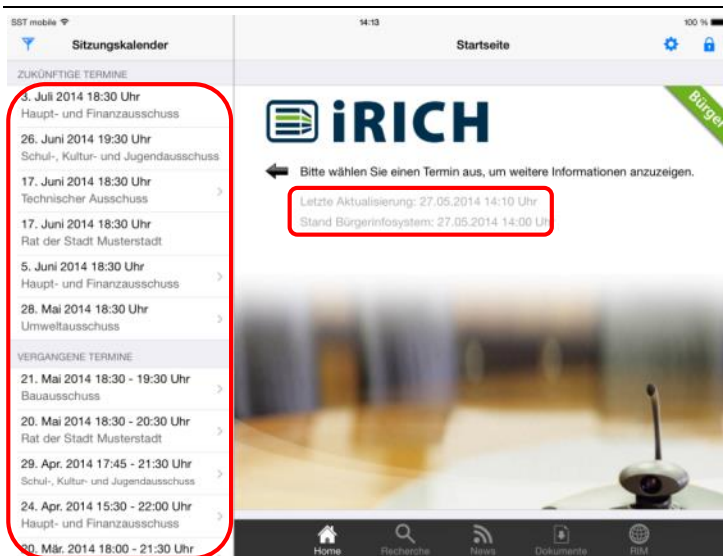 SST mobile
14:13
100 %
Sitzungskalender
Startseite
ZUKÜNFTIGE TERMINE
3. Juli 2014 18:30 Uhr
Haupt- und Finanzausschuss
26. Juni 2014 19:30 Uhr
Schul-, Kultur- und Jugendausschuss
17. Juni 2014 18:30 Uhr
Technischer Ausschuss
17. Juni 2014 18:30 Uhr
Rat der Stadt Musterstadt
5. Juni 2014 18:30 Uhr
Haupt- und Finanzausschuss
28. Mai 2014 18:30 Uhr
Umweltausschuss
VERGANGENE TERMINE
21. Mai 2014 18:30 - 19:30 Uhr
Bauausschuss
20. Mai 2014 18:30 - 20:30 Uhr
Rat der Stadt Musterstadt
29. Apr. 2014 17:45 - 21:30 Uhr
Schul-, Kultur- und Jugendausschuss
24. Apr. 2014 15:30 - 22:00 Uhr
Haupt- und Finanzausschuss
20. Mär. 2014 18:00 - 21:30 Uhr
iRICH
Bürger
Bitte wählen Sie einen Termin aus, um weitere Informationen anzuzeigen.
Letzte Aktualisierung: 27.05.2014 14:10 Uhr
Stand Bürgerinfosystem: 27.05.2014 14:00 Uhr
Home
Recherche
News
Dokumente
RIM